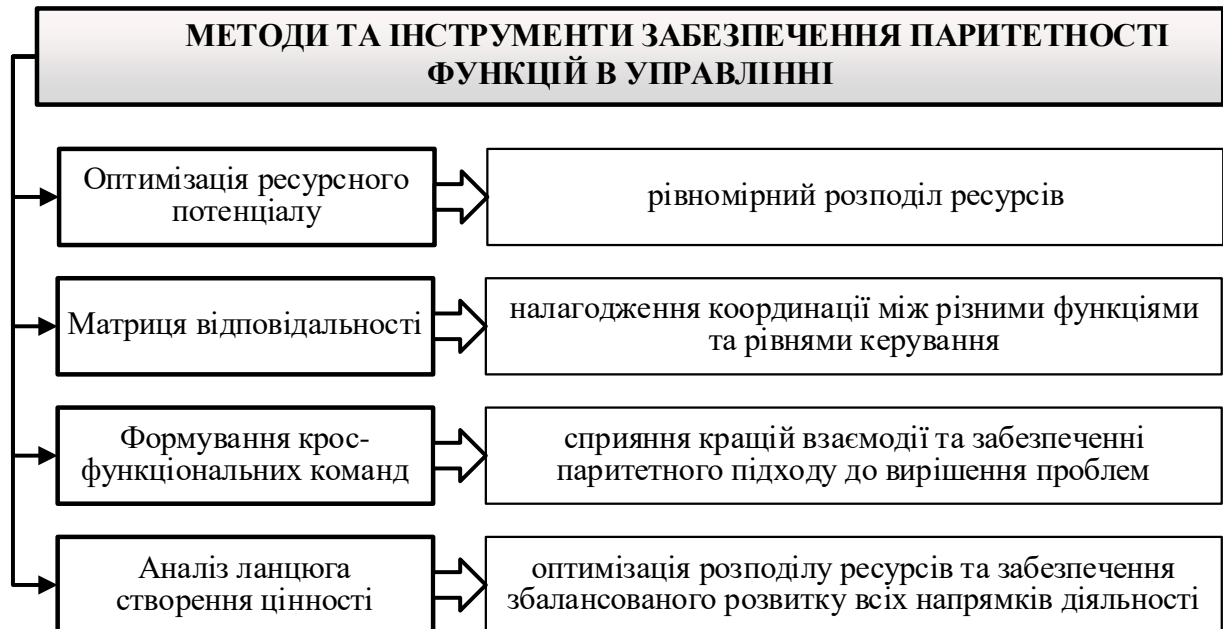 МЕТОДИ ТА ІНСТРУМЕНТИ ЗАБЕЗПЕЧЕННЯ ПАРИТЕТНОСТІ
ФУНКЦІЙ В УПРАВЛІННІ
Оптимізація ресурсного
потенціалу
рівномірний розподіл ресурсів
Матриця відповідальності
налагодження координації між різними функціями
та рівнями керування
Формування крос-
функціональних команд
сприяння кращій взаємодії та забезпеченні
паритетного підходу до вирішення проблем
Аналіз ланцюга
створення цінності
оптимізація розподілу ресурсів та забезпечення
збалансованого розвитку всіх напрямків діяльності